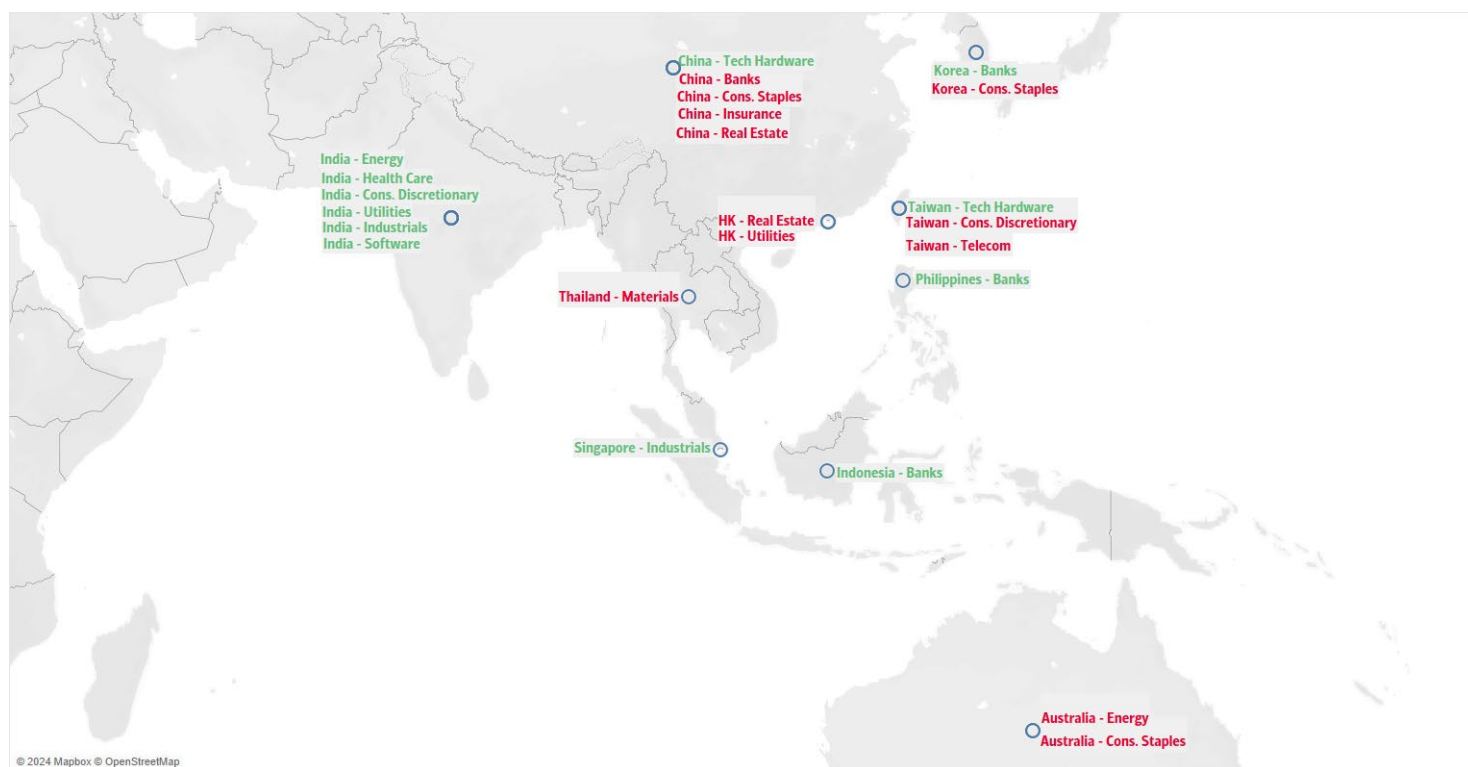 China - Tech Hardware
China - Banks
China - Cons. Staples
China - Insurance
China - Real Estate
Korea - Banks
Korea - Cons. Staples
India - Energy
India - Health Care
India - Cons. Discretionary
India - Utilities
India - Industrials
India - Software
HK - Real Estate
HK - Utilities
Taiwan - Tech Hardware
Taiwan - Cons. Discretionary
Taiwan - Telecom
Philippines - Banks
Thailand - Materials
Singapore - Industrials
Indonesia - Banks
Australia - Energy
Australia - Cons. Staples
© 2024 Mapbox © OpenStreetMap